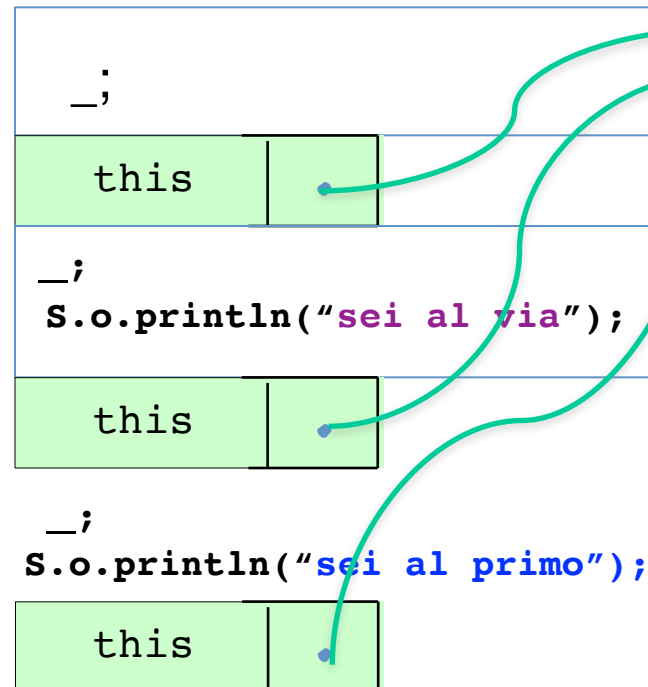 _;
this
_;
S.o.println(“sei al via”);
this
_;
S.o.println(“sei al primo”);
this